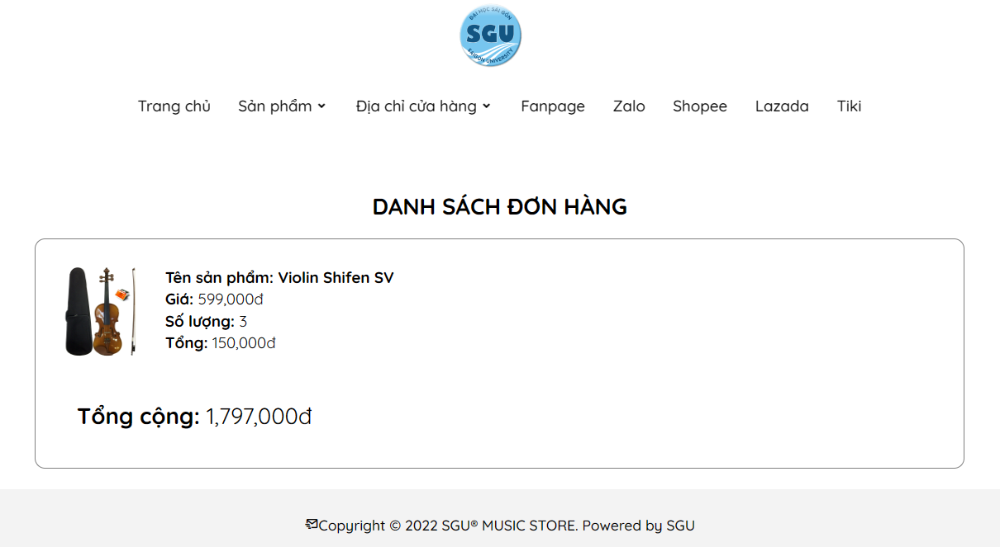 ĐẠI HỌC SÀI GÒN
SGU
SAIGON UNIVERSITY
Trang chủ Sản phẩm Địa chỉ cửa hàng Fanpage Zalo Shopee Lazada Tiki
DANH SÁCH ĐƠN HÀNG
Tên sản phẩm: Violin Shifen SV
Giá: 599,000đ
Số lượng: 3
Tổng: 150,000đ
Tổng cộng: 1,797,000đ
Copyright © 2022 SGU® MUSIC STORE. Powered by SGU